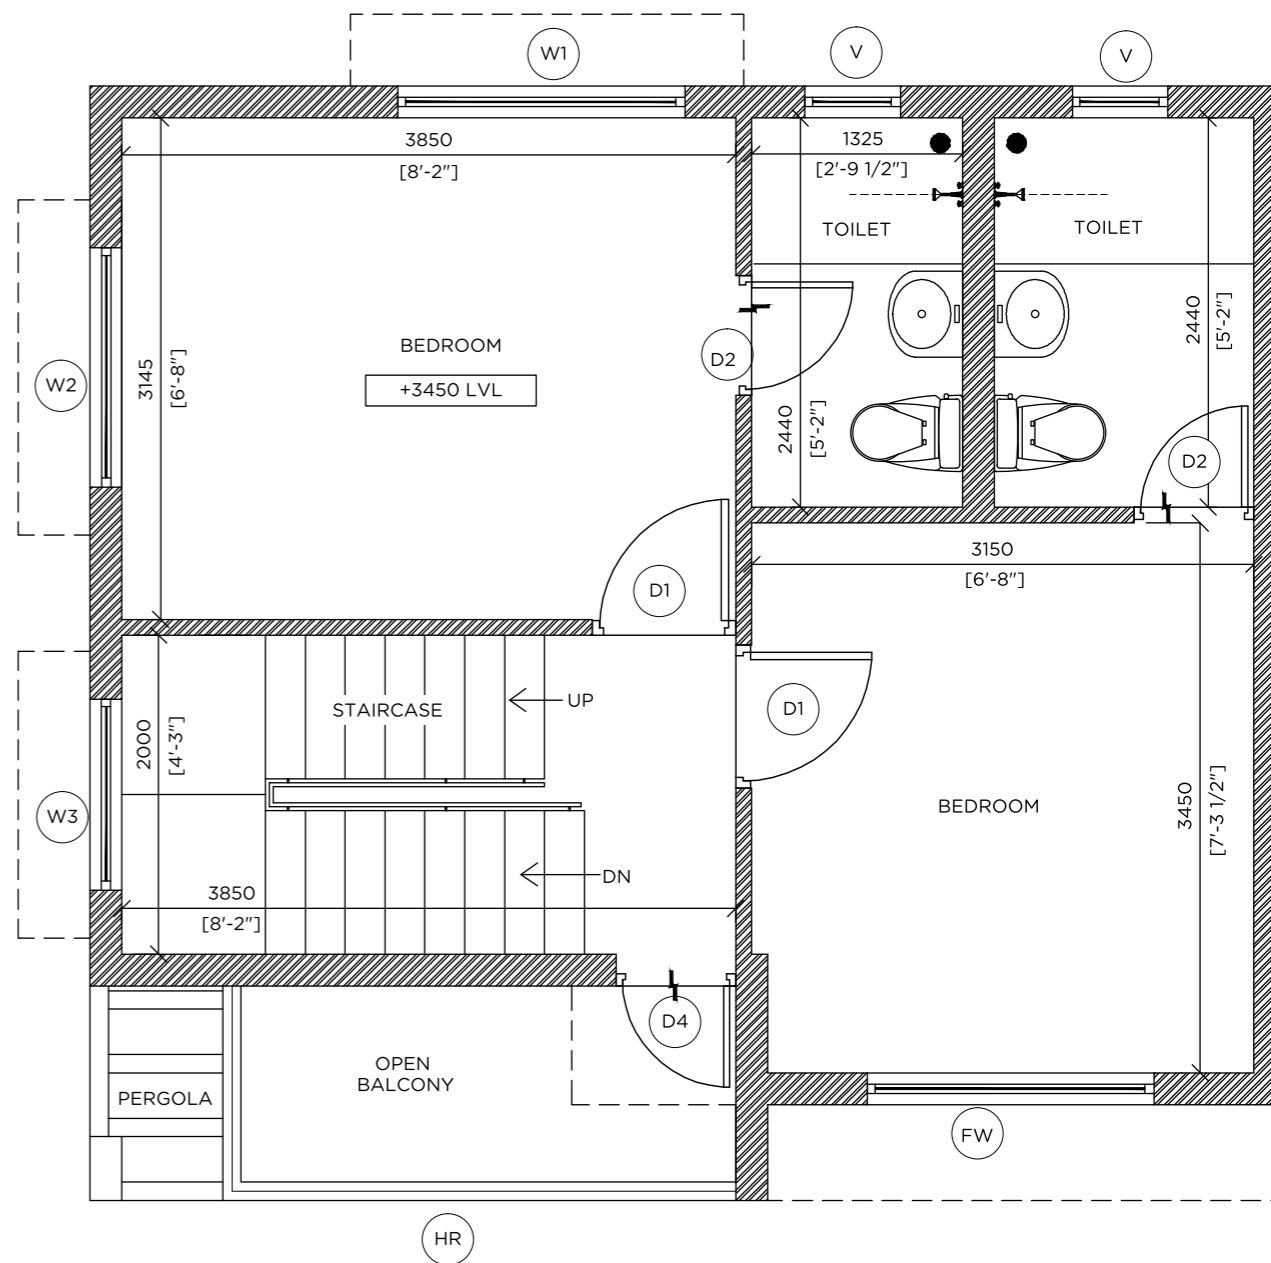 W1
V
V
3850
[8'-2"]
1325
[2'-9 1/2"]
TOILET
TOILET
W2
3145
[6'-8"]
BEDROOM
+3450 LVL
D2
2440
[5'-2"]
2440
[5'-2"]
D2
D1
3150
[6'-8"]
STAIRCASE
UP
2000
[4'-3"]
W3
D1
BEDROOM
3450
[7'-3 1/2"]
DN
3850
[8'-2"]
D4
OPEN
BALCONY
PERGOLA
FW
HR